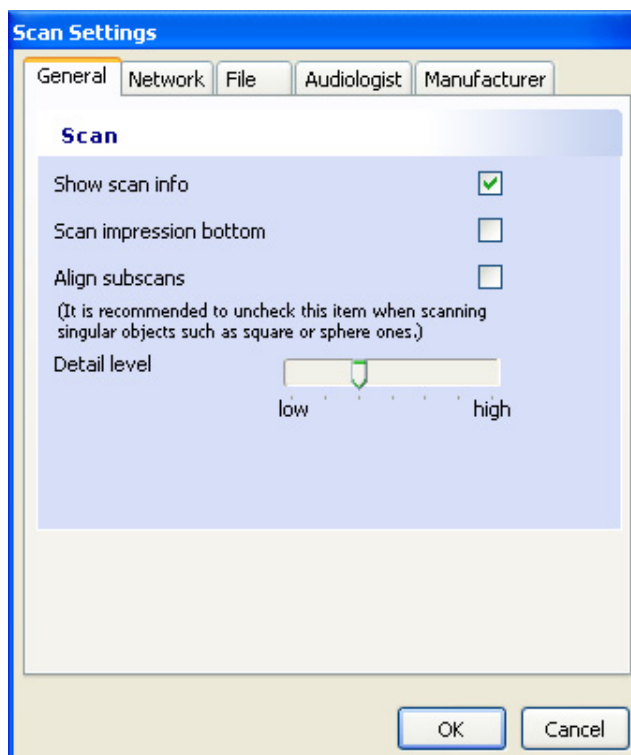 Scan Settings
General Network File Audiologist Manufacturer
Scan
Show scan info
Scan impression bottom
Align subscans
(It is recommended to uncheck this item when scanning
singular objects such as square or sphere ones.)
Detail level
low high
OK Cancel